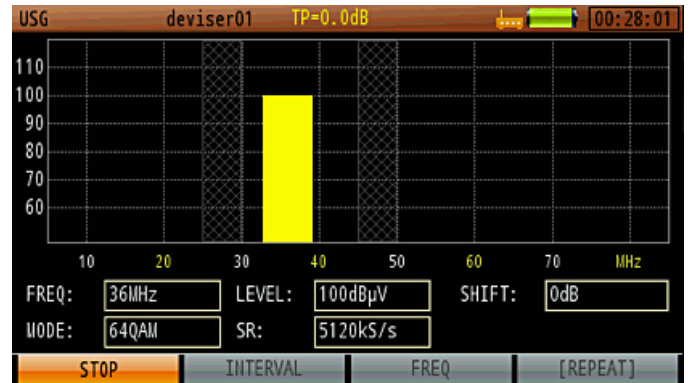 USG deviser01 TP=0.0dB 00:28:01
110
100
90
80
70
60
10 20 30 40 50 60 70 MHz
FREQ: 36MHz LEVEL: 100dBµV SHIFT: 0dB
MODE: 64QAM SR: 5120kS/s
STOP INTERVAL FREQ [REPEAT]